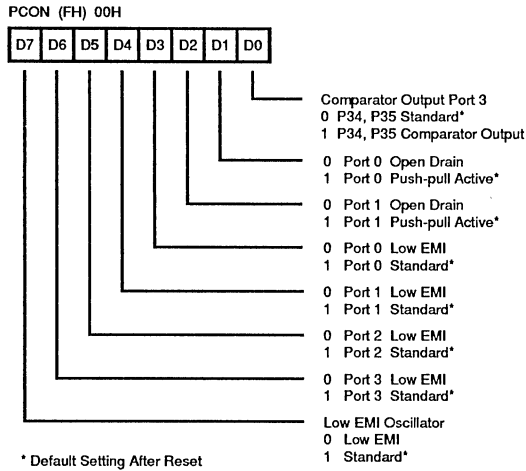 PCON (FH) 00H
D7 D6 D5 D4 D3 D2 D1 D0
Comparator Output Port 3
0 P34, P35 Standard*
1 P34, P35 Comparator Output
0 Port 0 Open Drain
1 Port 0 Push-pull Active*
0 Port 1 Open Drain
1 Port 1 Push-pull Active*
0 Port 0 Low EMI
1 Port 0 Standard*
0 Port 1 Low EMI
1 Port 1 Standard*
0 Port 2 Low EMI
1 Port 2 Standard*
0 Port 3 Low EMI
1 Port 3 Standard*
Low EMI Oscillator
0 Low EMI
1 Standard*
* Default Setting After Reset